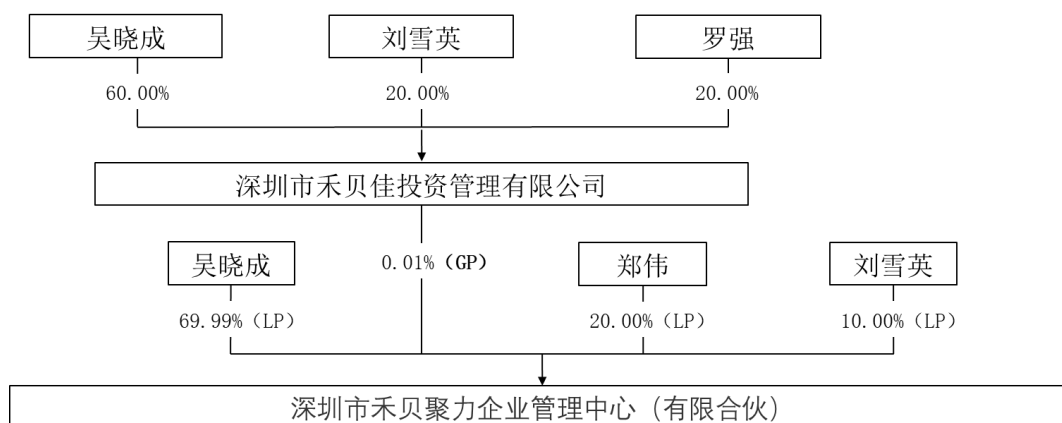 吴晓成 刘雪英 罗强
60.00% 20.00% 20.00%
深圳市禾贝佳投资管理有限公司
吴晓成 0.01%（GP） 郑伟 刘雪英
69.99%（LP） 20.00%（LP） 10.00%（LP）
深圳市禾贝聚力企业管理中心（有限合伙）